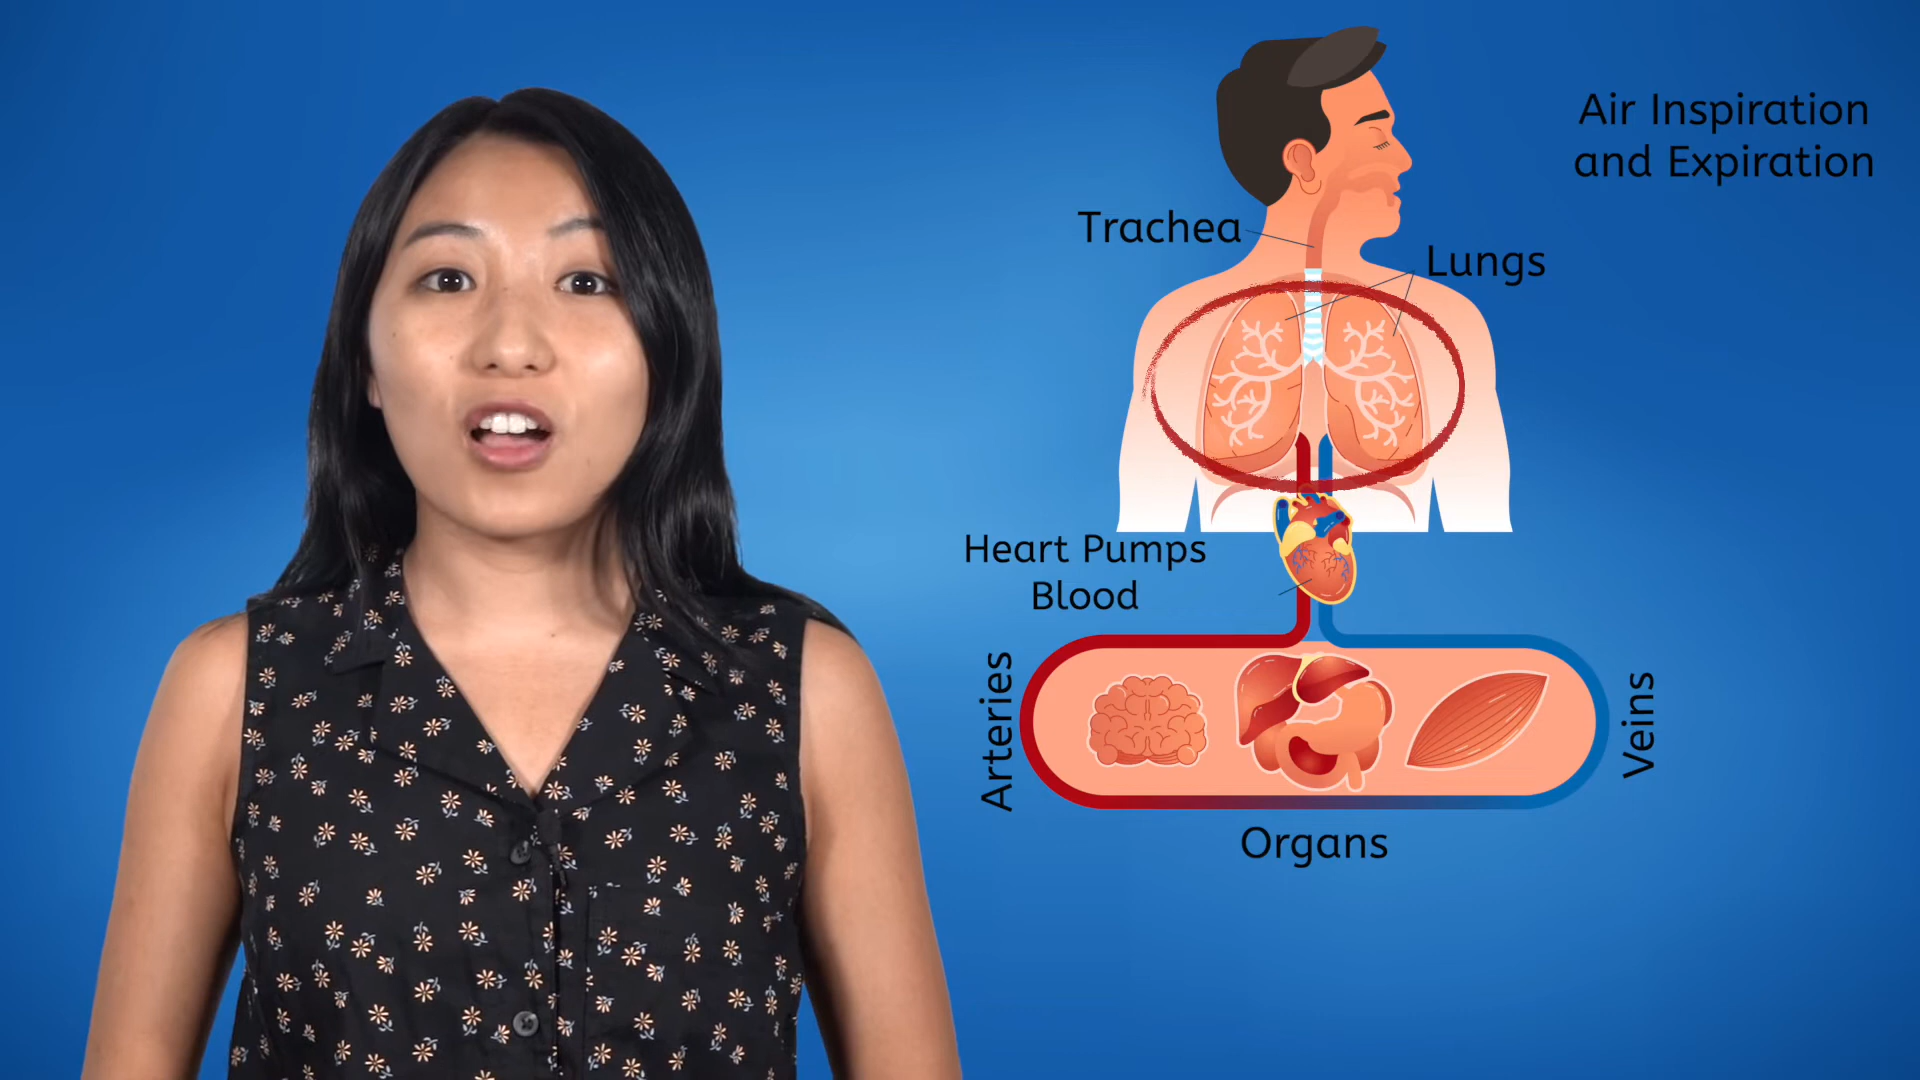 Air Inspiration
and Expiration
Trachea
Lungs
Heart Pumps
Blood
Arteries
Veins
Organs